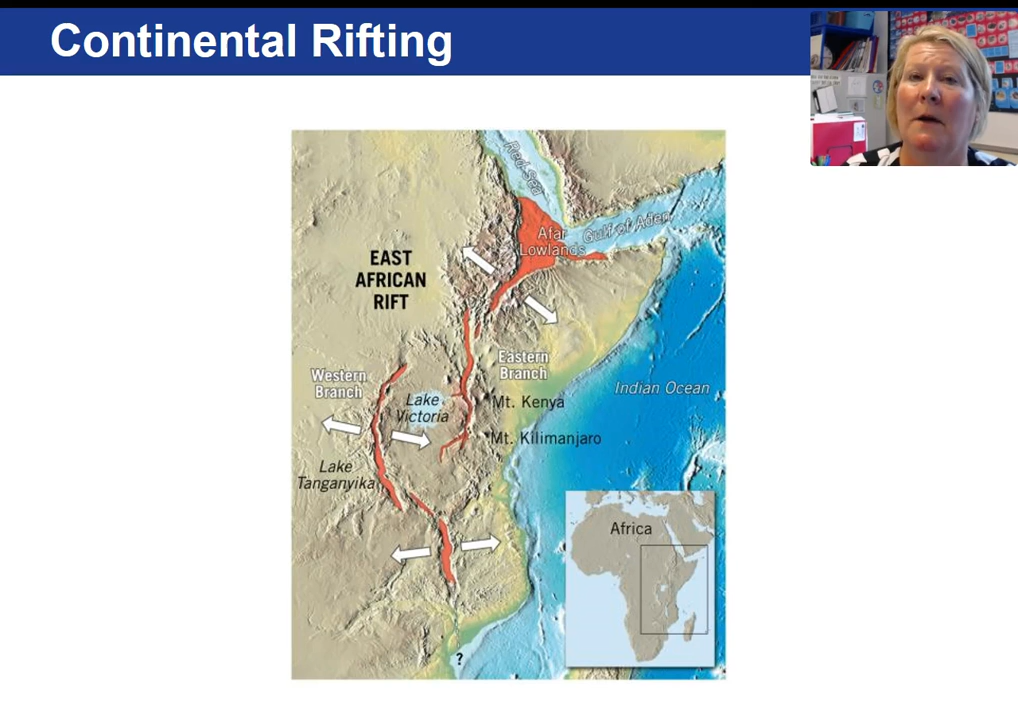 Continental Rifting
Red Sea
Afar
Lowlands
Gulf of Aden
EAST
AFRICAN
RIFT
Eastern
Branch
Western
Branch
Indian Ocean
Lake
Victoria
Mt. Kenya
Mt. Kilimanjaro
Lake
Tanganyika
Africa
?